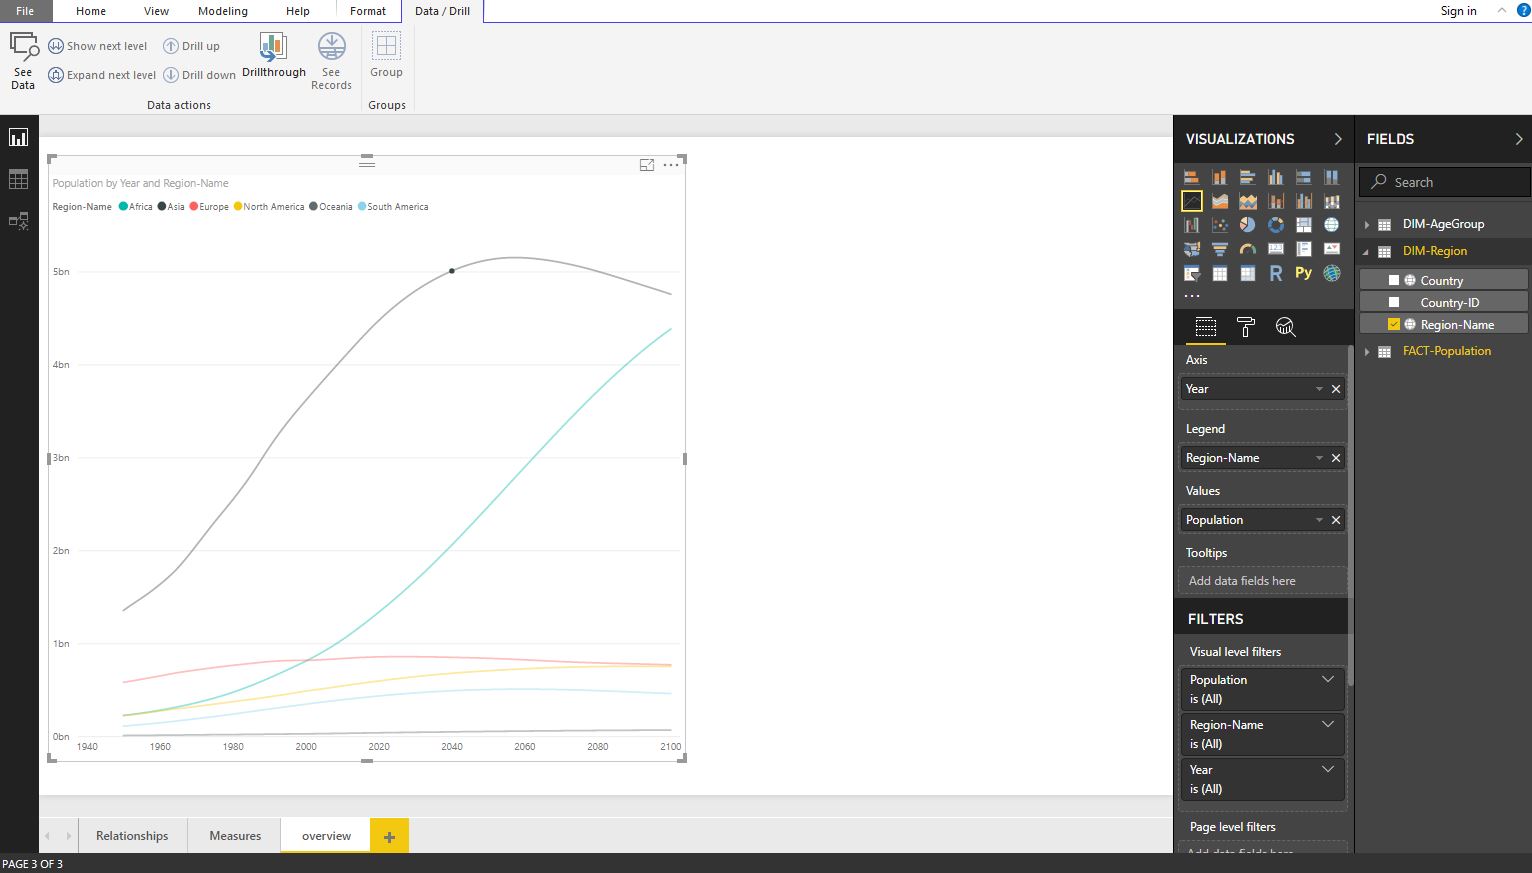 File Home View Modeling Help Format Data / Drill Sign in ?
See Data
Show next level
Expand next level
Drill up
Drill down
Drillthrough
See Records
Group
Data actions
Groups
Population by Year and Region-Name
Region-Name Africa Asia Europe North America Oceania South America
5bn
4bn
3bn
2bn
1bn
0bn
1940 1960 1980 2000 2020 2040 2060 2080 2100
VISUALIZATIONS
R Py
Axis
Year
Legend
Region-Name
Values
Population
Tooltips
Add data fields here
FILTERS
Visual level filters
Population
is (All)
Region-Name
is (All)
Year
is (All)
Page level filters
Add data fields here
FIELDS
Search
DIM-AgeGroup
DIM-Region
Country
Country-ID
Region-Name
FACT-Population
Relationships Measures overview
PAGE 3 OF 3